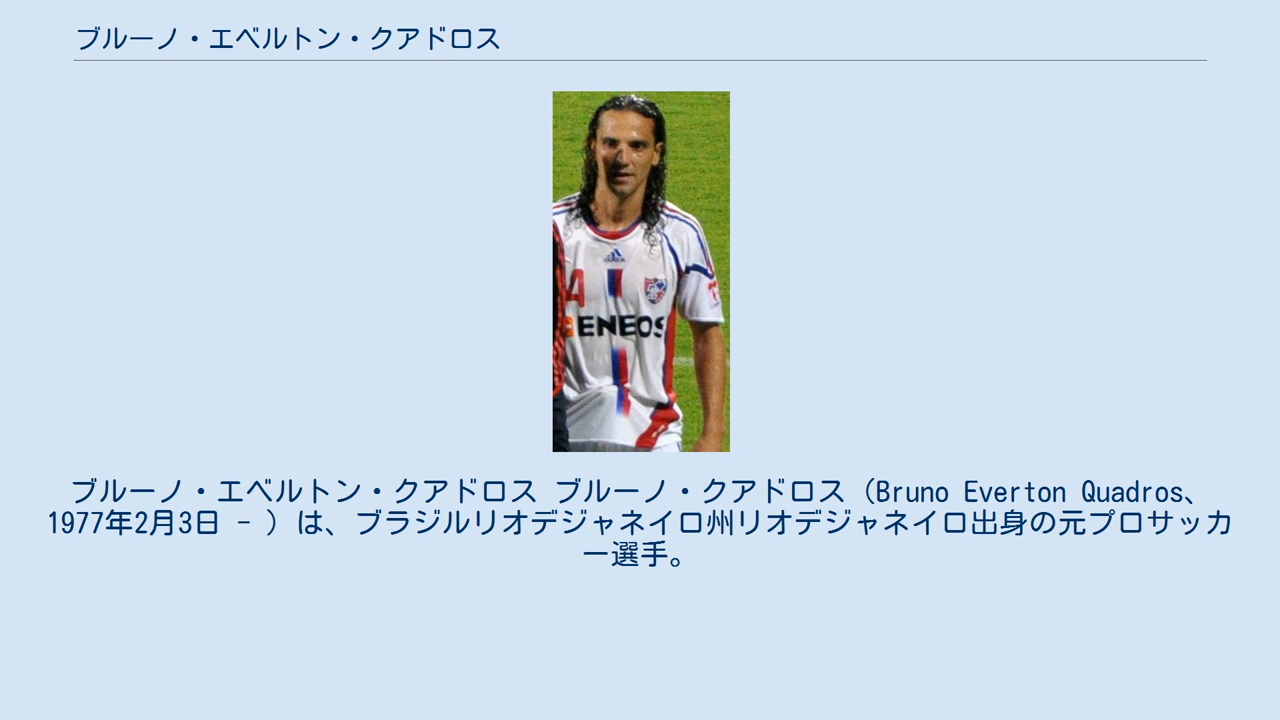 ブルーノ・エベルトン・クアドロス
adidas
4
ENEOS
ブルーノ・エベルトン・クアドロス ブルーノ・クアドロス（Bruno Everton Quadros、
1977年2月3日 - ）は、ブラジルリオデジャネイロ州リオデジャネイロ出身の元プロサッカ
ー選手。